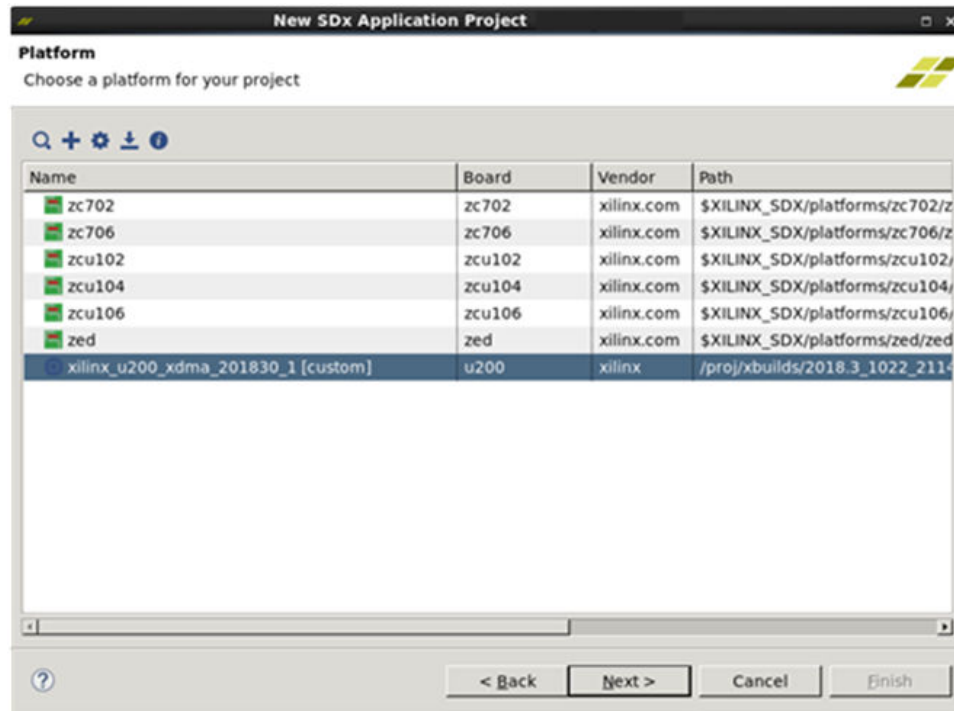 New SDx Application Project
Platform
Choose a platform for your project
Name Board Vendor Path
zc702 zc702 xilinx.com $XILINX_SDX/platforms/zc702/z
zc706 zc706 xilinx.com $XILINX_SDX/platforms/zc706/z
zcu102 zcu102 xilinx.com $XILINX_SDX/platforms/zcu102/
zcu104 zcu104 xilinx.com $XILINX_SDX/platforms/zcu104/
zcu106 zcu106 xilinx.com $XILINX_SDX/platforms/zcu106/
zed zed xilinx.com $XILINX_SDX/platforms/zed/zed
xilinx_u200_xdma_201830_1 [custom] u200 xilinx /proj/xbuilds/2018.3_1022_2114
< Back Next > Cancel Finish